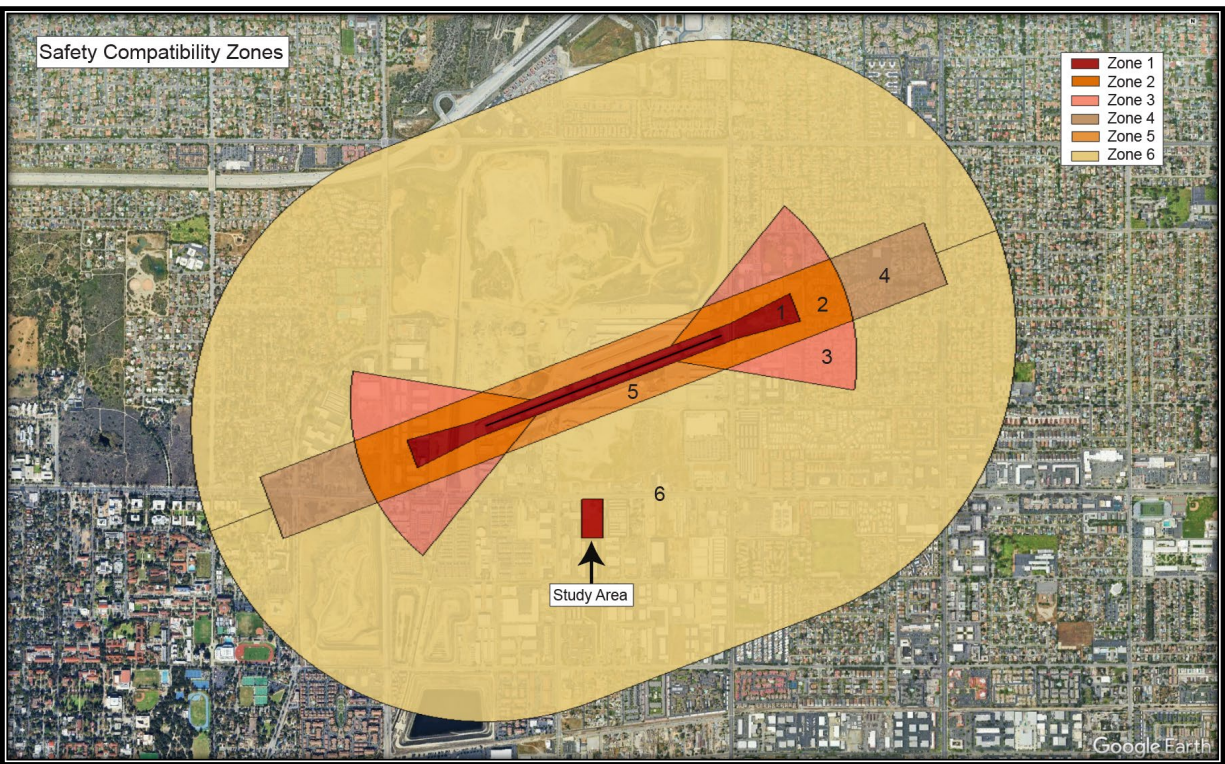 Safety Compatibility Zones
N
Zone 1
Zone 2
Zone 3
Zone 4
Zone 5
Zone 6
4
2
1
3
5
6
Study Area
Google Earth